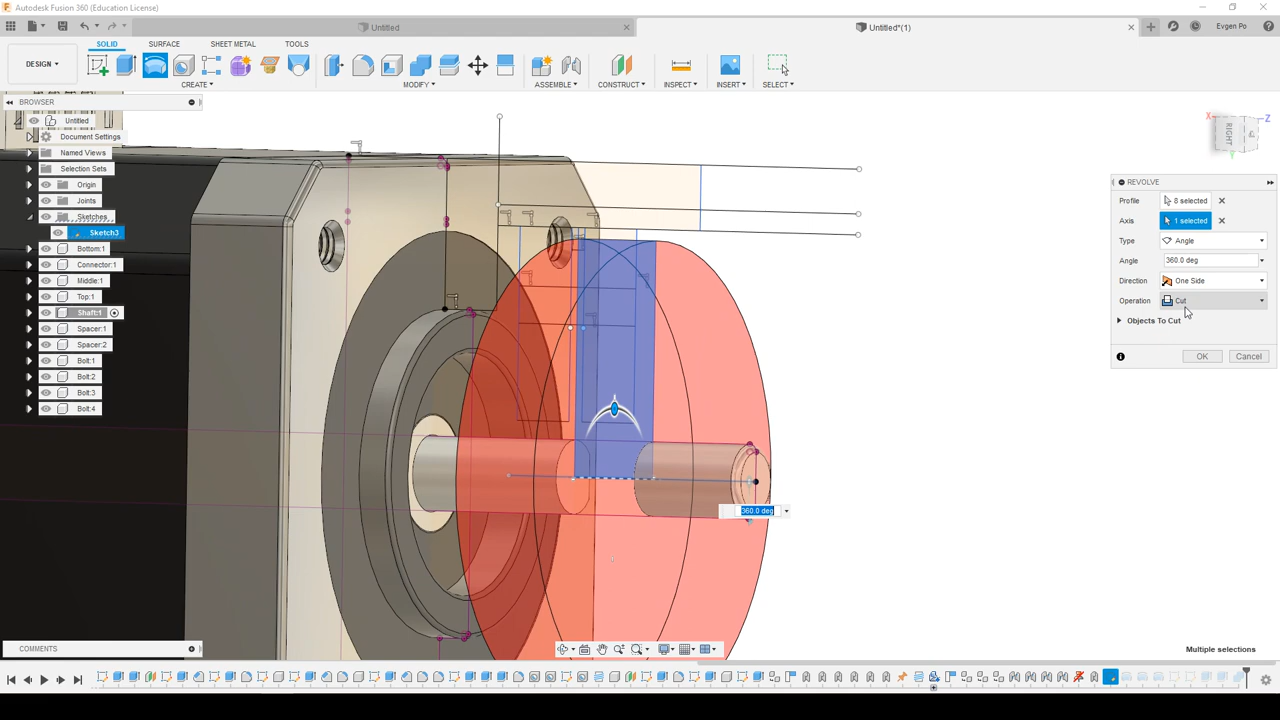 Autodesk Fusion 360 (Education License)
Untitled
Untitled*(1)
Evgen Po
DESIGN
SOLID
SURFACE
SHEET METAL
TOOLS
CREATE
MODIFY
ASSEMBLE
CONSTRUCT
INSPECT
INSERT
SELECT
BROWSER
Untitled
Document Settings
Named Views
Selection Sets
Origin
Joints
Sketches
Sketch3
Bottom:1
Connector:1
Middle:1
Top:1
Shaft:1
Spacer:1
Spacer:2
Bolt:1
Bolt:2
Bolt:3
Bolt:4
X
Z
RIGHT
REVOLVE
Profile 8 selected
Axis 1 selected
Type Angle
Angle 360.0 deg
Direction One Side
Operation Cut
Objects To Cut
OK Cancel
360.0 deg
COMMENTS
Multiple selections